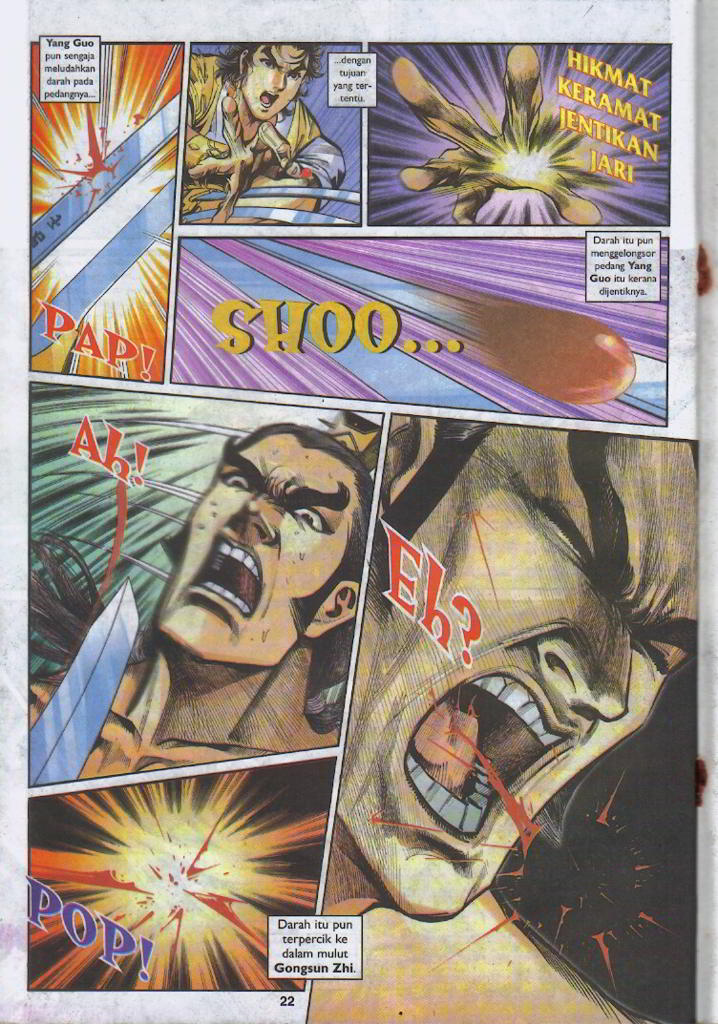 Yang Guo
pun sengaja
meludahkan
darah pada
pedangnya...
...dengan
tujuan
yang ter-
tentu.
HIKMAT
KERAMAT
JENTIKAN
JARI
PAP!
Darah itu pun
menggelongsor
pedang Yang
Guo itu kerana
dijentiknya.
SHOO...
Ah!
Eh?
POP!
Darah itu pun
terpercik ke
dalam mulut
Gongsun Zhi.
22